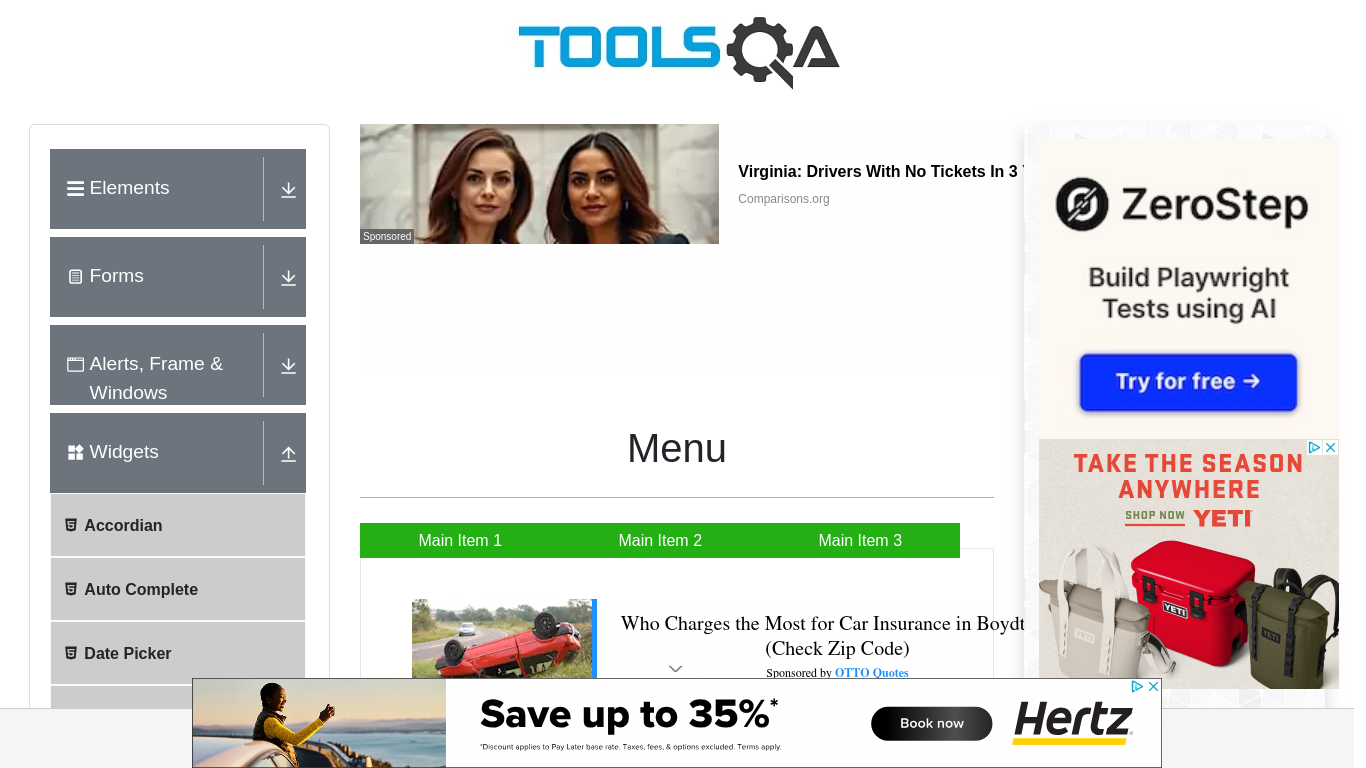 TOOLSQA
Elements
Forms
Alerts, Frame &
Windows
Widgets
Accordian
Auto Complete
Date Picker
Sponsored
Virginia: Drivers With No Tickets In 3
Comparisons.org
Menu
Main Item 1
Main Item 2
Main Item 3
Who Charges the Most for Car Insurance in Boydt
(Check Zip Code)
Sponsored by OTTO Quotes
ZeroStep
Build Playwright
Tests using AI
Try for free →
TAKE THE SEASON
ANYWHERE
SHOP NOW YETI
YETI
YETI
YETI
Save up to 35%*
*Discount applies to Pay Later base rate. Taxes, fees, & options excluded. Terms apply.
Book now
Hertz